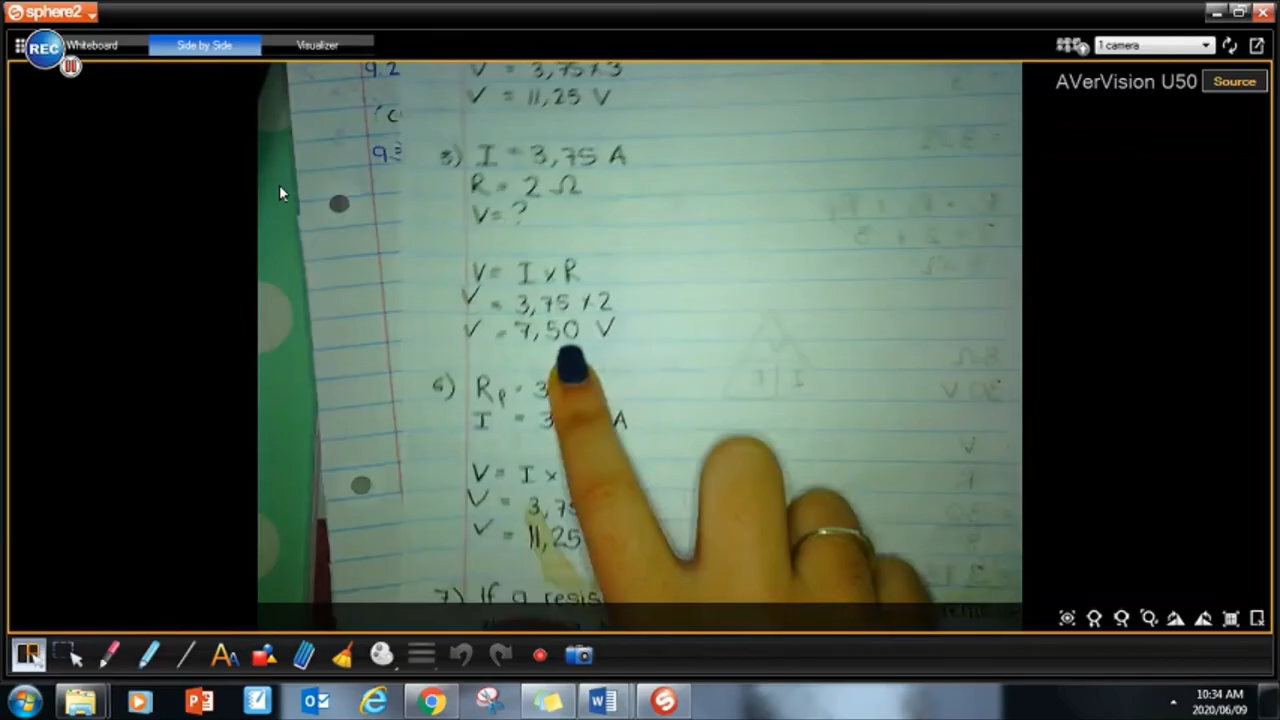 sphere2
REC
Whiteboard
Side by Side
Visualizer
1 camera
AVerVision U50
Source
9.2
V = 3,75 x 3
V = 11,25 V
5) I = 3,75 A
R = 2 Ω
V = ?
V = I x R
V = 3,75 x 2
V = 7,50 V
6) Rp = 3
I = 3 A
V = I x
V = 3,75
V = 11,25
7) If a resis
10:34 AM
2020/06/09